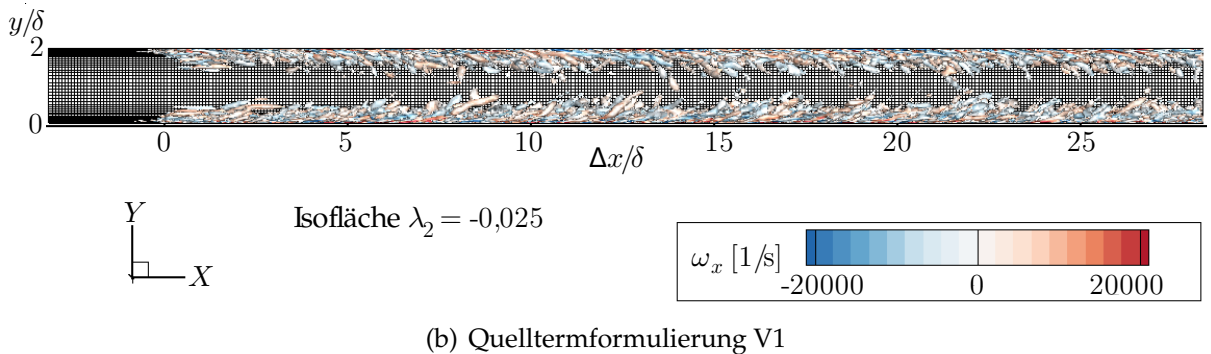 y/δ
2
0
0 5 10 15 20 25
Δx/δ
Y
X
Isofläche λ₂ = -0,025
ωₓ [1/s]
-20000 0 20000
(b) Quelltermformulierung V1